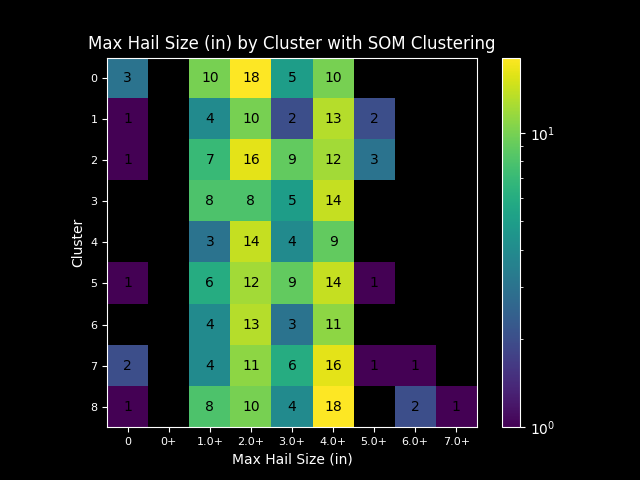 Max Hail Size (in) by Cluster with SOM Clustering
0 3 10 18 5 10
1 1 4 10 2 13 2
2 1 7 16 9 12 3
3 8 8 5 14
4 3 14 4 9
5 1 6 12 9 14 1
6 4 13 3 11
7 2 4 11 6 16 1 1
8 1 8 10 4 18 2 1
0 0+ 1.0+ 2.0+ 3.0+ 4.0+ 5.0+ 6.0+ 7.0+
Max Hail Size (in)
Cluster
10¹
10⁰